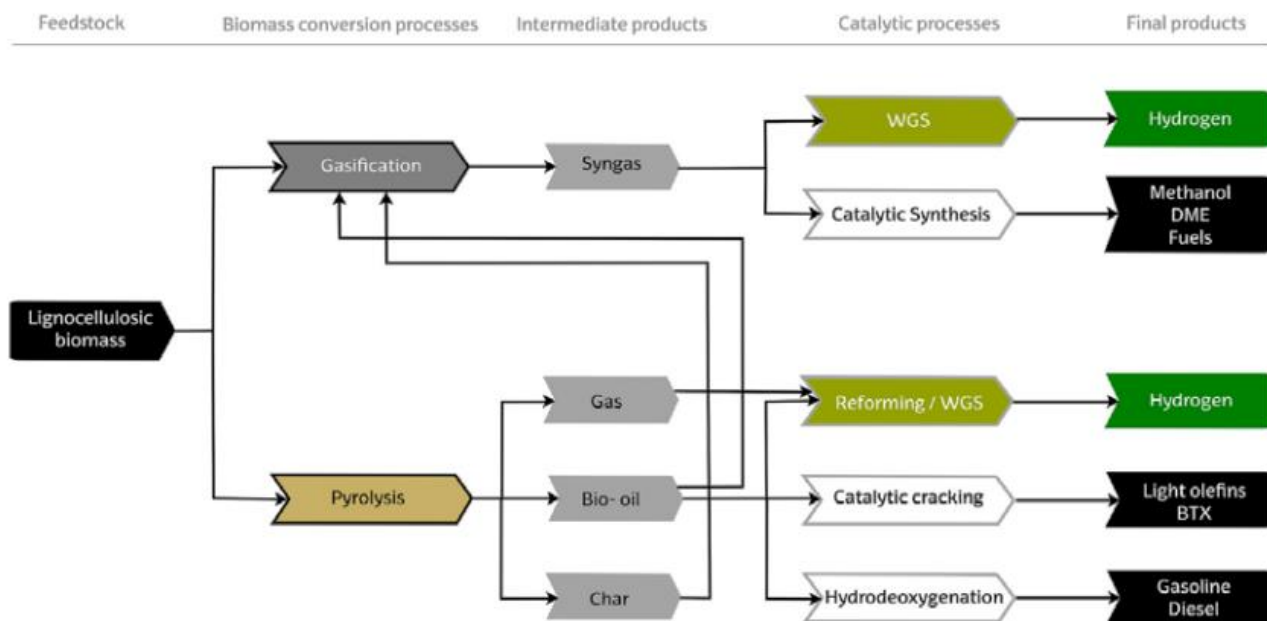 Feedstock
Biomass conversion processes
Intermediate products
Catalytic processes
Final products
WGS
Hydrogen
Gasification
Syngas
Catalytic Synthesis
Methanol
DME
Fuels
Lignocellulosic
biomass
Gas
Reforming / WGS
Hydrogen
Pyrolysis
Bio- oil
Catalytic cracking
Light olefins
BTX
Char
Hydrodeoxygenation
Gasoline
Diesel